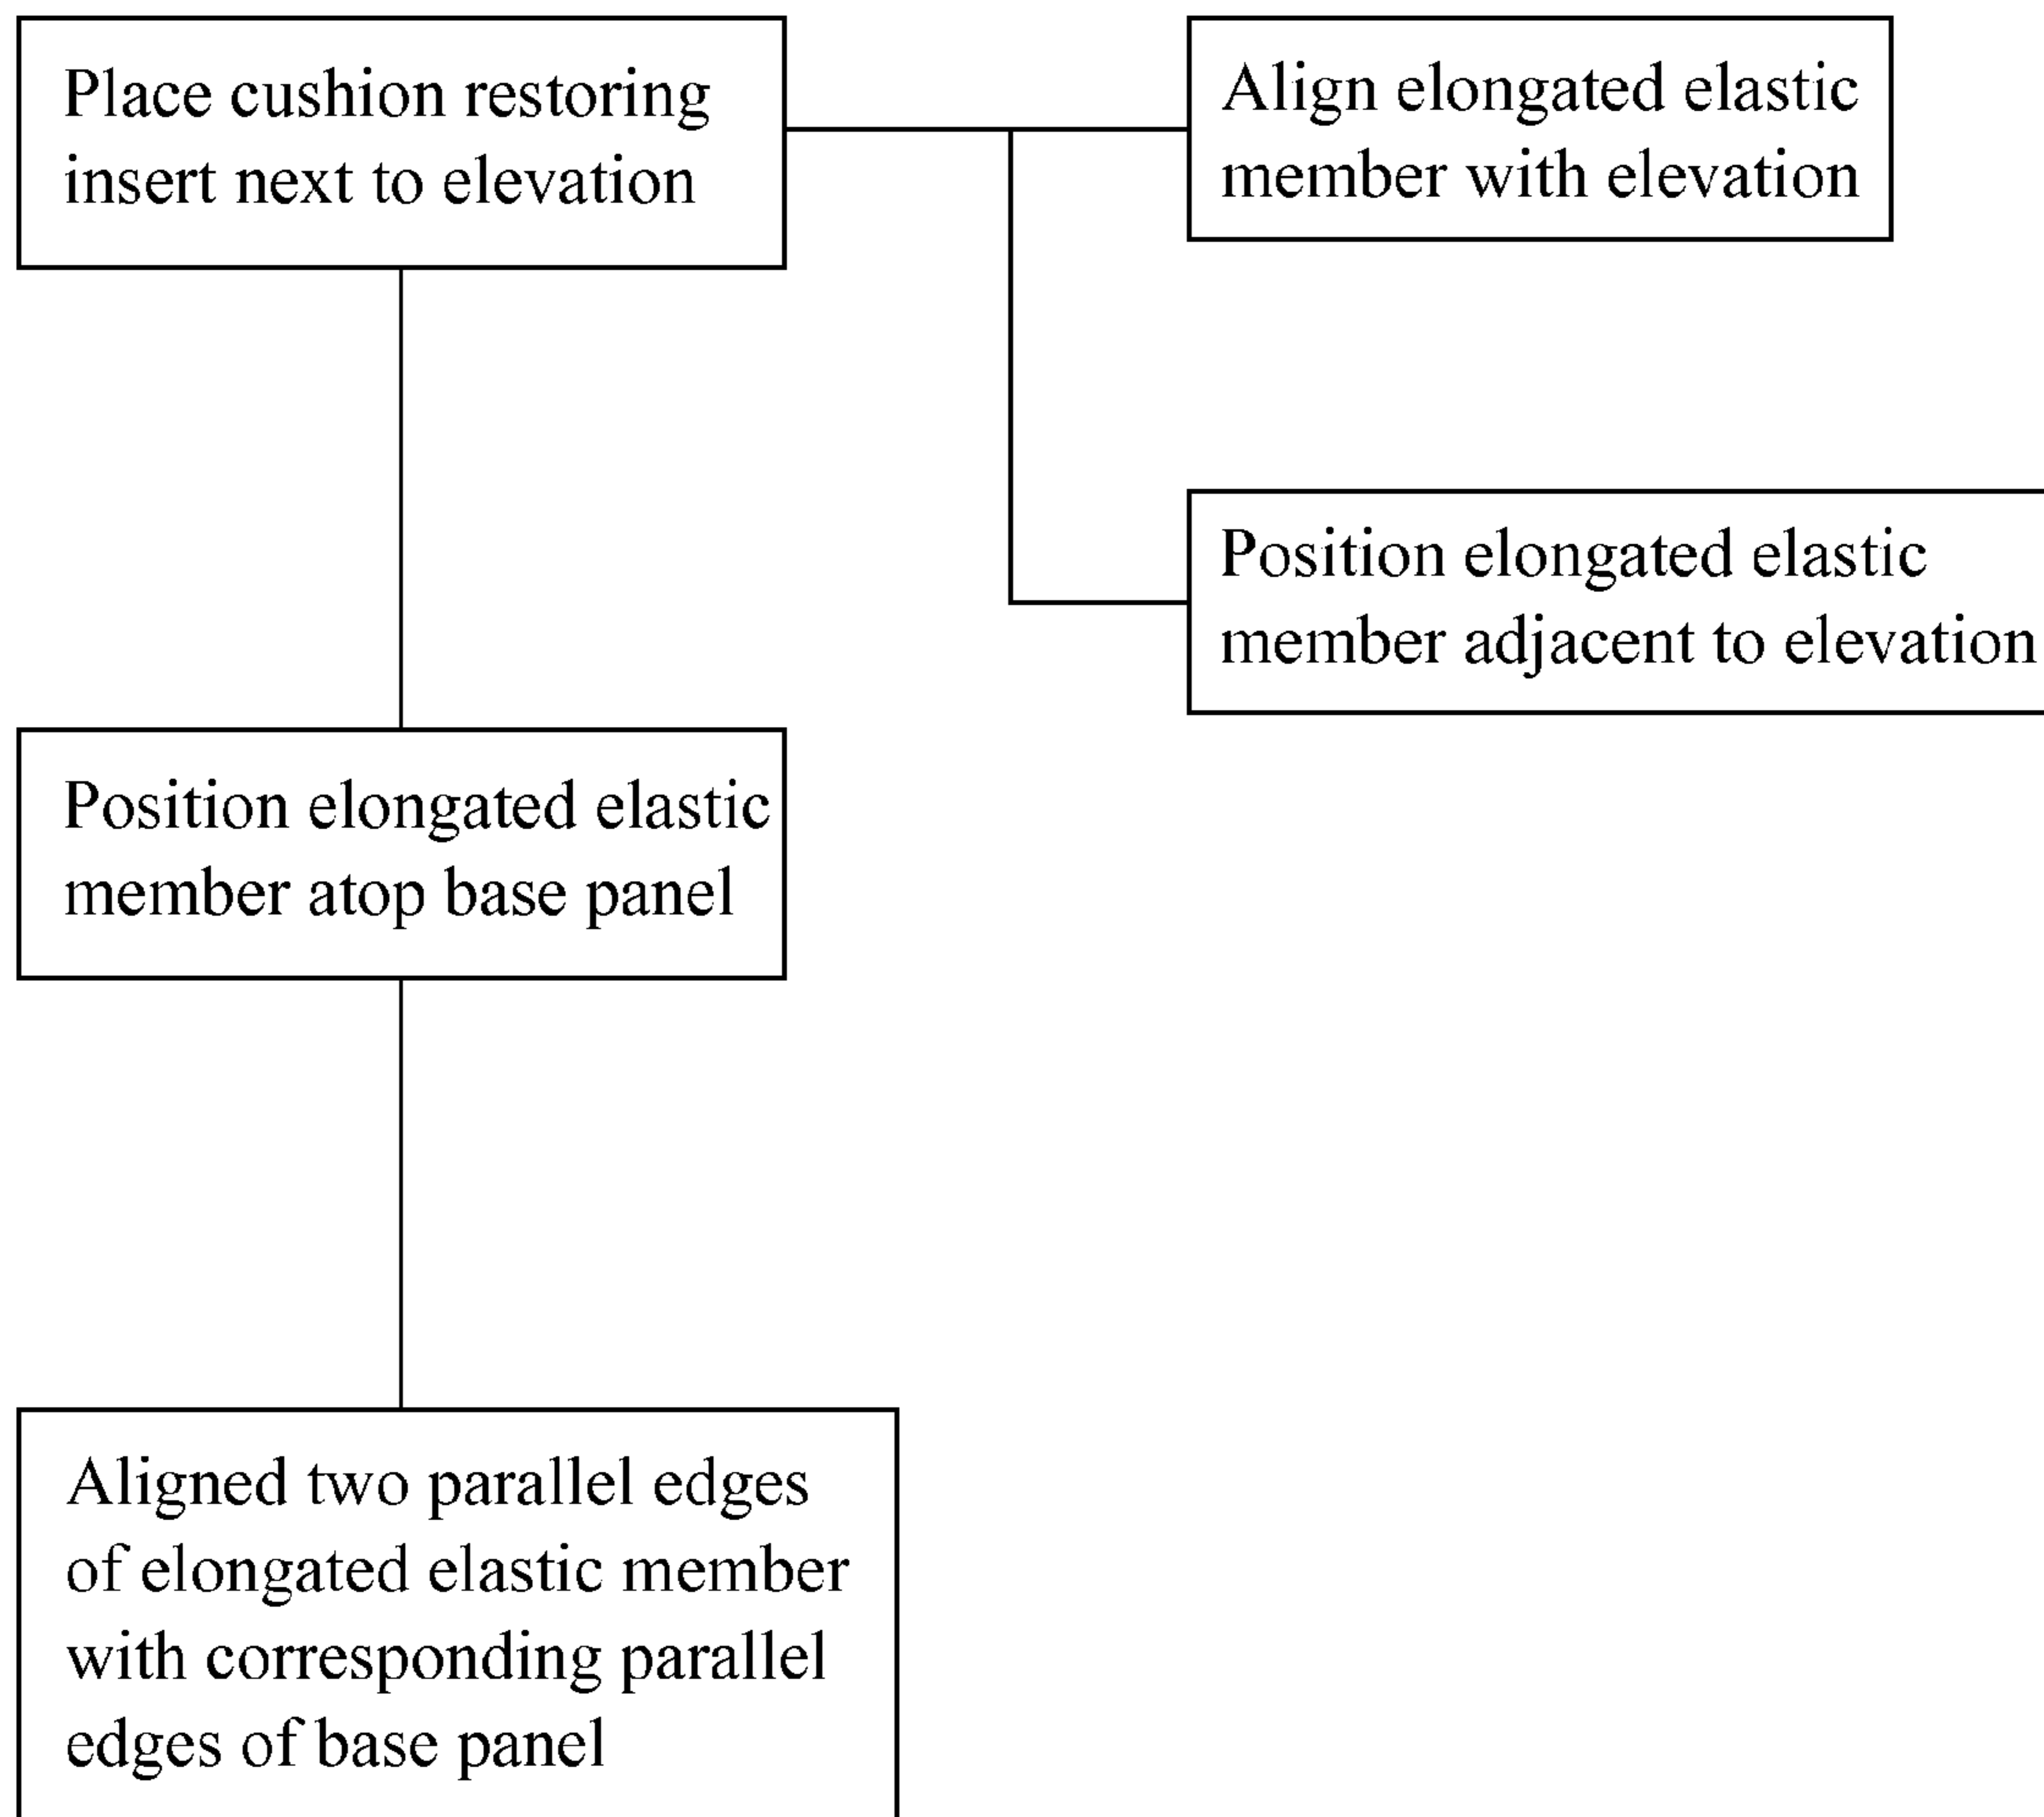 Place cushion restoring
insert next to elevation
Align elongated elastic
member with elevation
Position elongated elastic
member adjacent to elevation
Position elongated elastic
member atop base panel
Aligned two parallel edges
of elongated elastic member
with corresponding parallel
edges of base panel